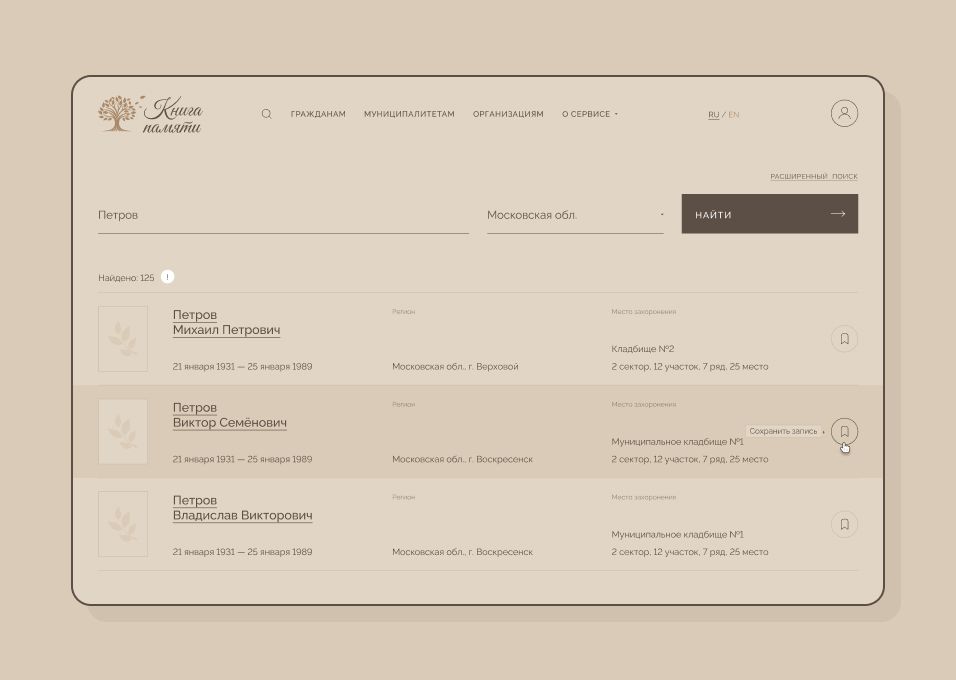 Книга
памяти
ГРАЖДАНАМ МУНИЦИПАЛИТЕТАМ ОРГАНИЗАЦИЯМ О СЕРВИСЕ RU / EN
РАСШИРЕННЫЙ ПОИСК
Петров Московская обл. НАЙТИ
Найдено: 125 !
Петров Регион Место захоронения
Михаил Петрович
Кладбище №2
21 января 1931 — 25 января 1989 Московская обл., г. Верховой 2 сектор, 12 участок, 7 ряд, 25 место
Петров Регион Место захоронения
Виктор Семёнович
Сохранить запись
Муниципальное кладбище №1
21 января 1931 — 25 января 1989 Московская обл., г. Воскресенск 2 сектор, 12 участок, 7 ряд, 25 место
Петров Регион Место захоронения
Владислав Викторович
Муниципальное кладбище №1
21 января 1931 — 25 января 1989 Московская обл., г. Воскресенск 2 сектор, 12 участок, 7 ряд, 25 место